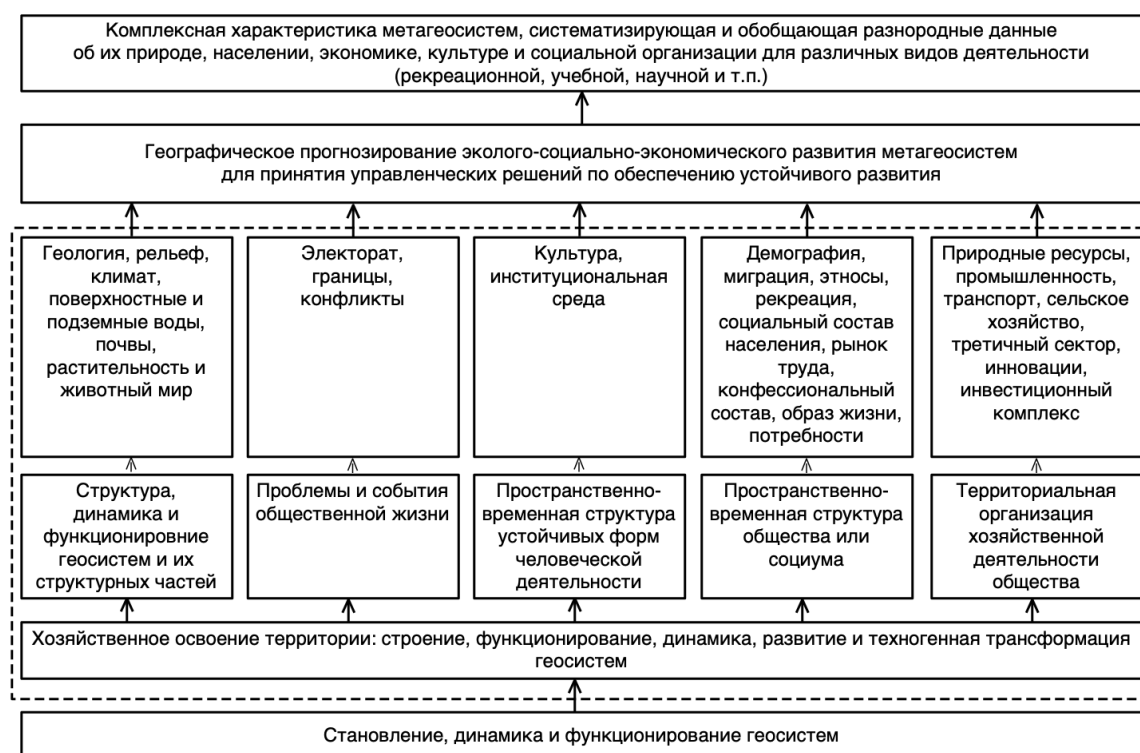 Комплексная характеристика метагеосистем, систематизирующая и обобщающая разнородные данные
об их природе, населении, экономике, культуре и социальной организации для различных видов деятельности
(рекреационной, учебной, научной и т.п.)
Географическое прогнозирование эколого-социально-экономического развития метагеосистем
для принятия управленческих решений по обеспечению устойчивого развития
Геология, рельеф,
климат,
поверхностные и
подземные воды,
почвы,
растительность и
животный мир
Электорат,
границы,
конфликты
Культура,
институциональная
среда
Демография,
миграция, этносы,
рекреация,
социальный состав
населения, рынок
труда,
конфессиональный
состав, образ жизни,
потребности
Природные ресурсы,
промышленность,
транспорт, сельское
хозяйство,
третичный сектор,
инновации,
инвестиционный
комплекс
Структура,
динамика и
функционировние
геосистем и их
структурных частей
Проблемы и события
общественной жизни
Пространственно-
временная структура
устойчивых форм
человеческой
деятельности
Пространственно-
временная структура
общества или
социума
Территориальная
организация
хозяйственной
деятельности
общества
Хозяйственное освоение территории: строение, функционирование, динамика, развитие и техногенная трансформация
геосистем
Становление, динамика и функционирование геосистем